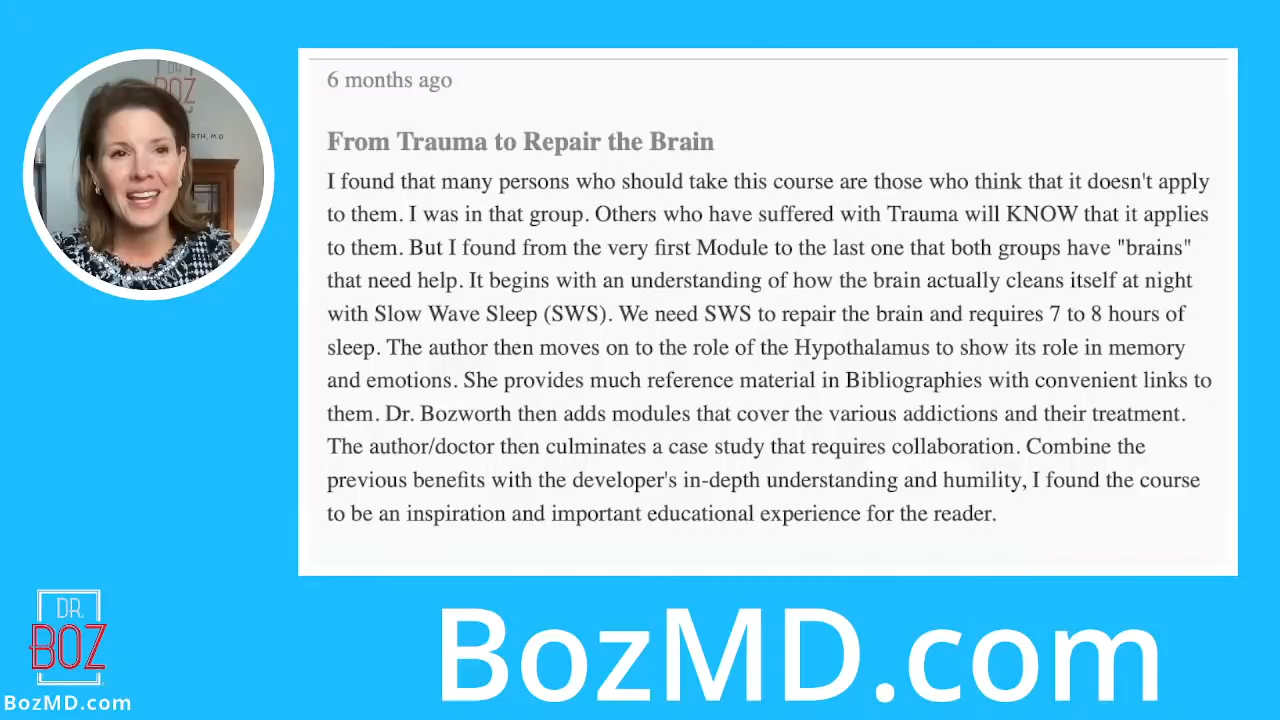 DR.
BOZ
RTH, M.D
6 months ago
From Trauma to Repair the Brain
I found that many persons who should take this course are those who think that it doesn't apply
to them. I was in that group. Others who have suffered with Trauma will KNOW that it applies
to them. But I found from the very first Module to the last one that both groups have "brains"
that need help. It begins with an understanding of how the brain actually cleans itself at night
with Slow Wave Sleep (SWS). We need SWS to repair the brain and requires 7 to 8 hours of
sleep. The author then moves on to the role of the Hypothalamus to show its role in memory
and emotions. She provides much reference material in Bibliographies with convenient links to
them. Dr. Bozworth then adds modules that cover the various addictions and their treatment.
The author/doctor then culminates a case study that requires collaboration. Combine the
previous benefits with the developer's in-depth understanding and humility, I found the course
to be an inspiration and important educational experience for the reader.
DR.
BOZ
BozMD.com
BozMD.com